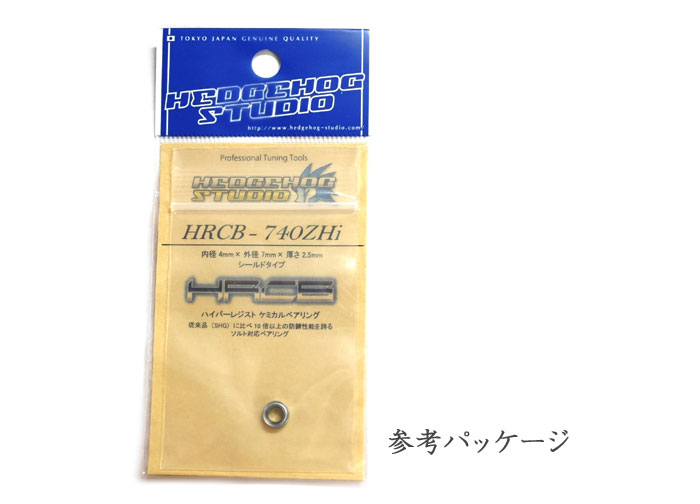 TOKYO JAPAN GENUINE QUALITY
HEDGEHOG
STUDIO
http://www.hedgehog-studio.com/
Professional Tuning Tools
HEDGEHOG
STUDIO
HRCB - 740ZHi
内径 4mm × 外径 7mm × 厚さ 2.5mm
シールドタイプ
HRCB
ハイパーレジスト ケミカルベアリング
従来品（SHG）に比べ 10 倍以上の防錆性能を誇る
ソルト対応ベアリング
参考パッケージ